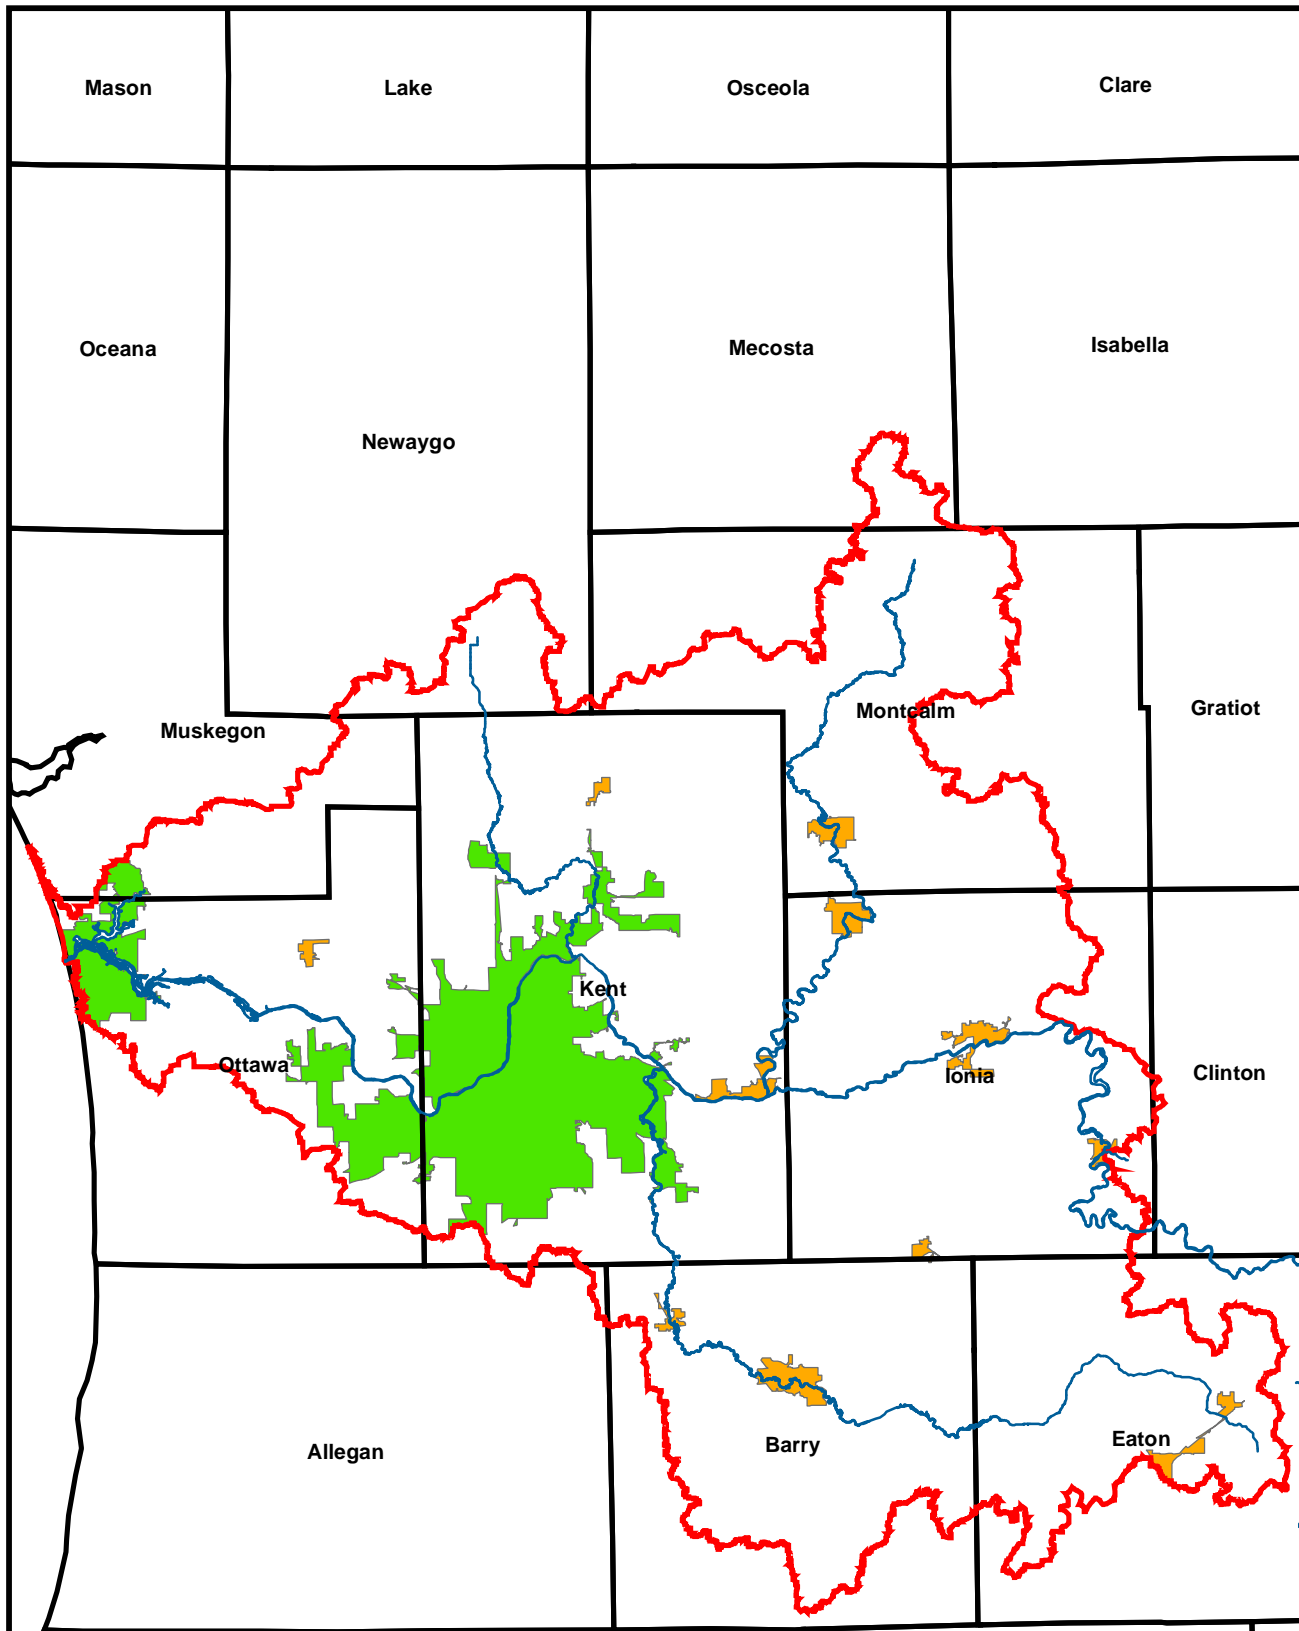 Mason
Lake
Osceola
Clare
Oceana
Mecosta
Isabella
Newaygo
Muskegon
Montcalm
Gratiot
Kent
Ottawa
Ionia
Clinton
Allegan
Barry
Eaton